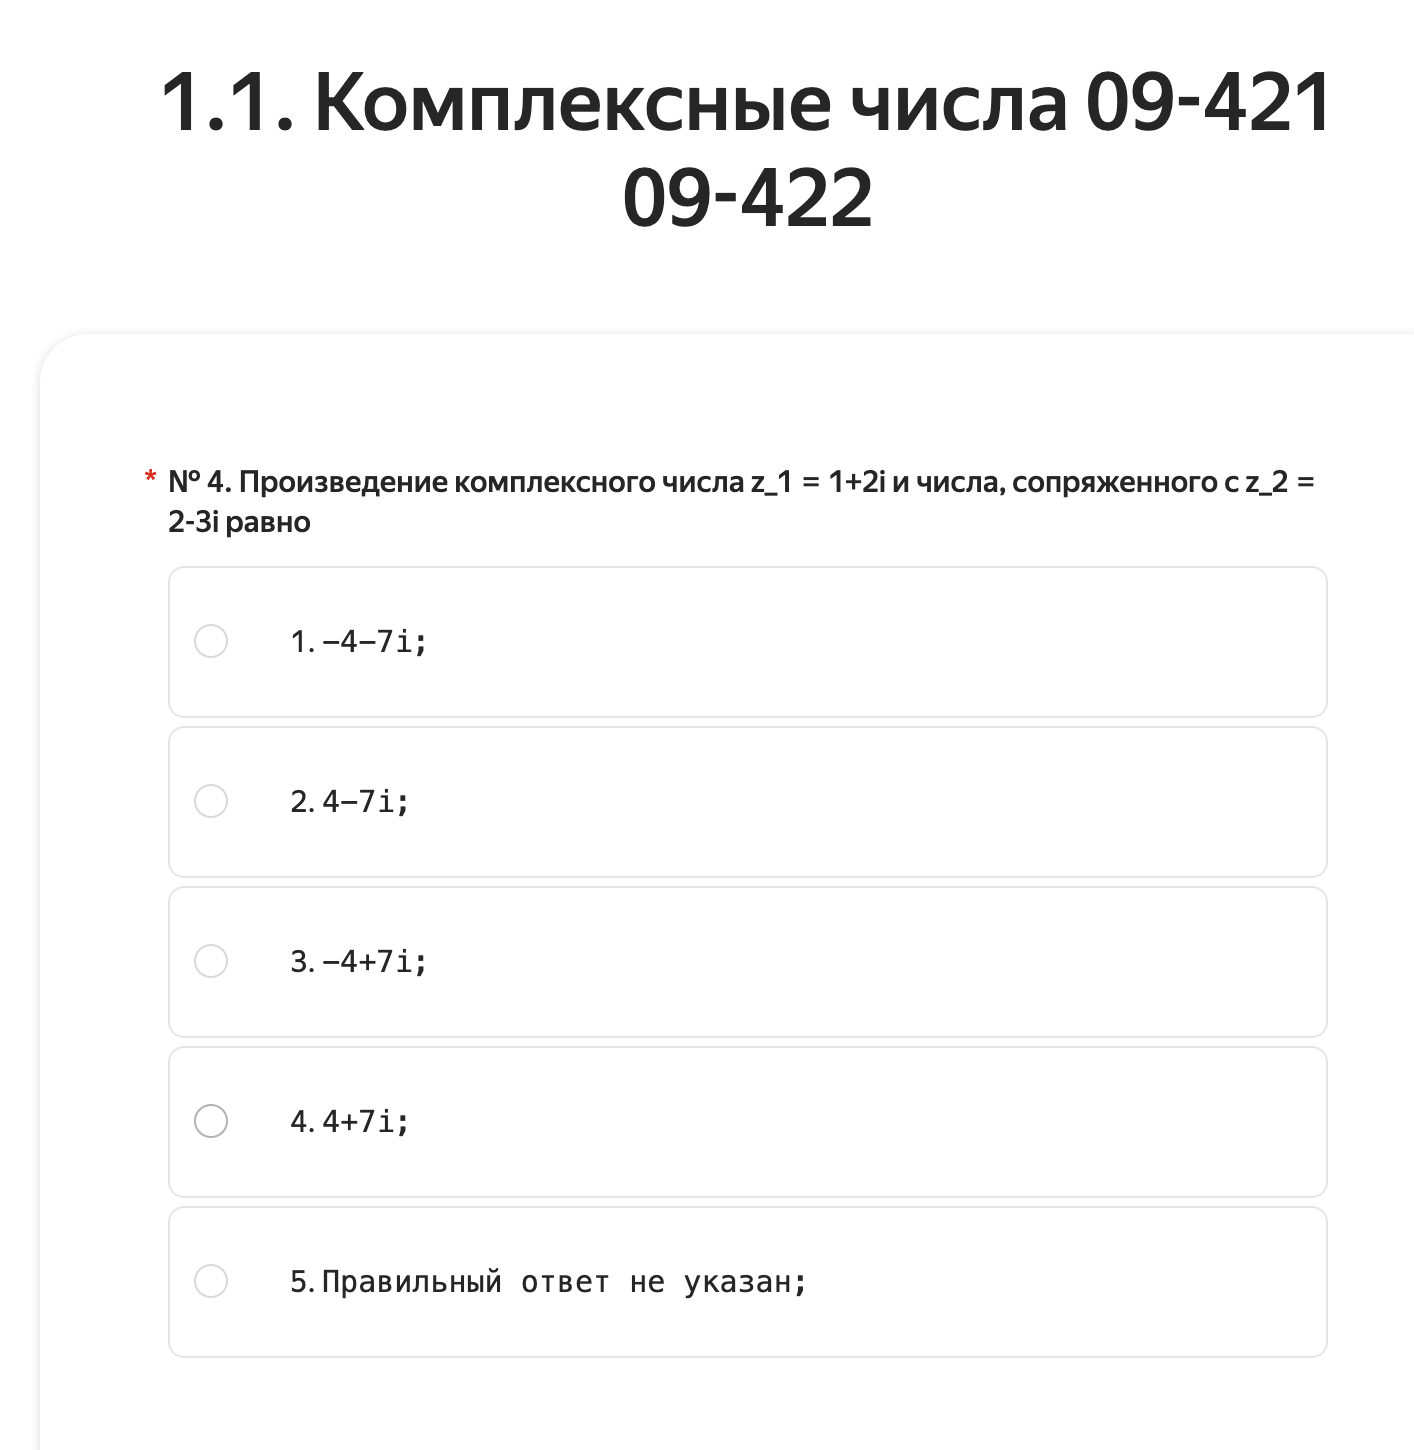 1.1. Комплексные числа 09-421
09-422
* № 4. Произведение комплексного числа z_1 = 1+2i и числа, сопряженного с z_2 =
2-3i равно
1. −4−7i;
2. 4−7i;
3. −4+7i;
4. 4+7i;
5. Правильный ответ не указан;